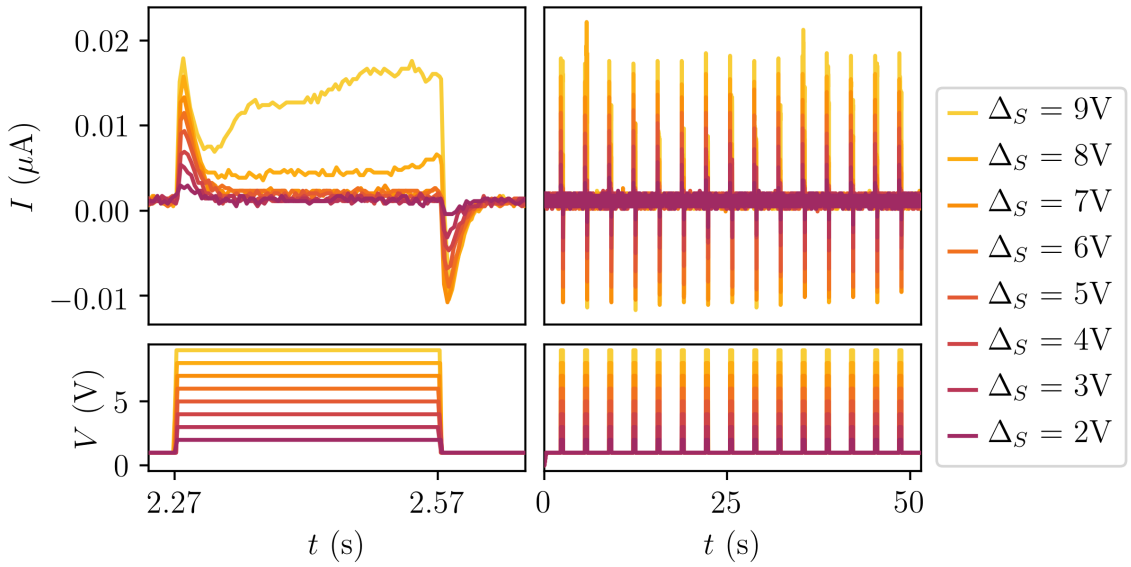 0.02
0.01
0.00
−0.01
I (μA)
5
0
V (V)
2.27
2.57
t (s)
0
25
50
t (s)
Δ_S = 9V
Δ_S = 8V
Δ_S = 7V
Δ_S = 6V
Δ_S = 5V
Δ_S = 4V
Δ_S = 3V
Δ_S = 2V